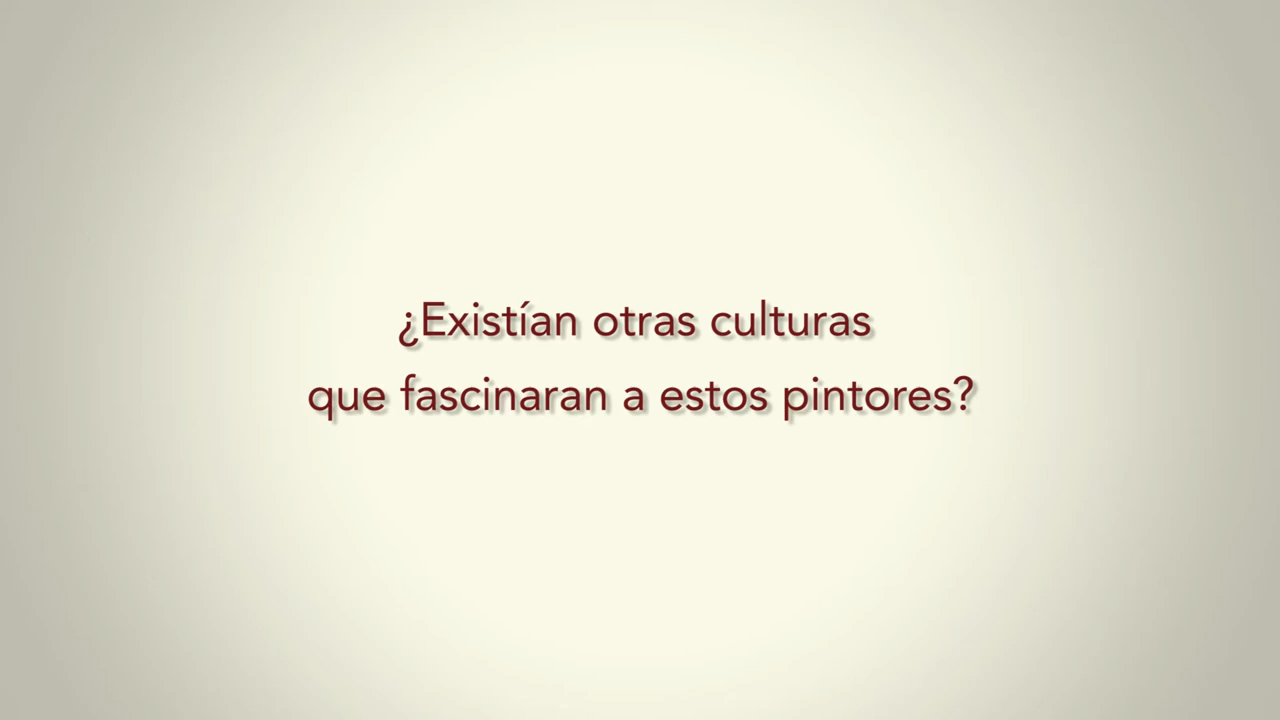 ¿Existían otras culturas
que fascinaran a estos pintores?